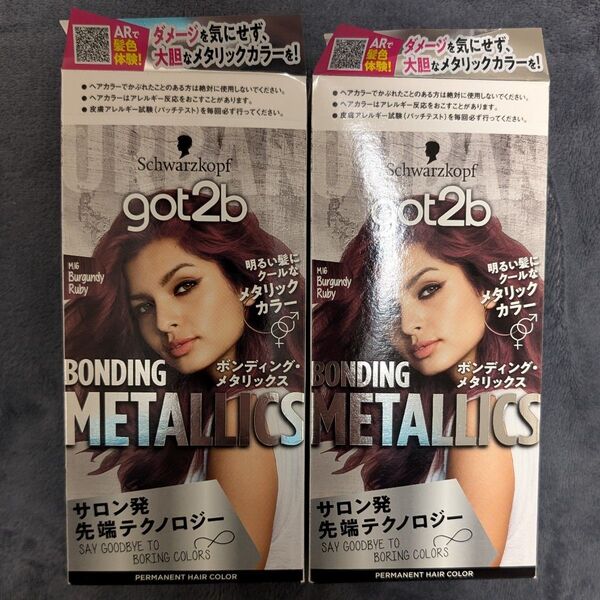 ARで
髪色
体験!
ダメージを気にせず、
大胆なメタリックカラーを!
●ヘアカラーでかぶれたことのある方は絶対に使用しないでください。
●ヘアカラーはアレルギー反応をおこすことがあります。
●皮膚アレルギー試験(パッチテスト)を毎回必ず行ってください。
Schwarzkopf
got2b
M16
Burgundy
Ruby
明るい髪に
クールな
メタリック
カラー
BONDING
ボンディング・
メタリックス
METALLICS
サロン発
先端テクノロジー
SAY GOODBYE TO
BORING COLORS
PERMANENT HAIR COLOR
ARで
髪色
体験!
ダメージを気にせず、
大胆なメタリックカラーを!
●ヘアカラーでかぶれたことのある方は絶対に使用しないでください。
●ヘアカラーはアレルギー反応をおこすことがあります。
●皮膚アレルギー試験(パッチテスト)を毎回必ず行ってください。
Schwarzkopf
got2b
M16
Burgundy
Ruby
明るい髪に
クールな
メタリック
カラー
BONDING
ボンディング・
メタリックス
METALLICS
サロン発
先端テクノロジー
SAY GOODBYE TO
BORING COLORS
PERMANENT HAIR COLOR